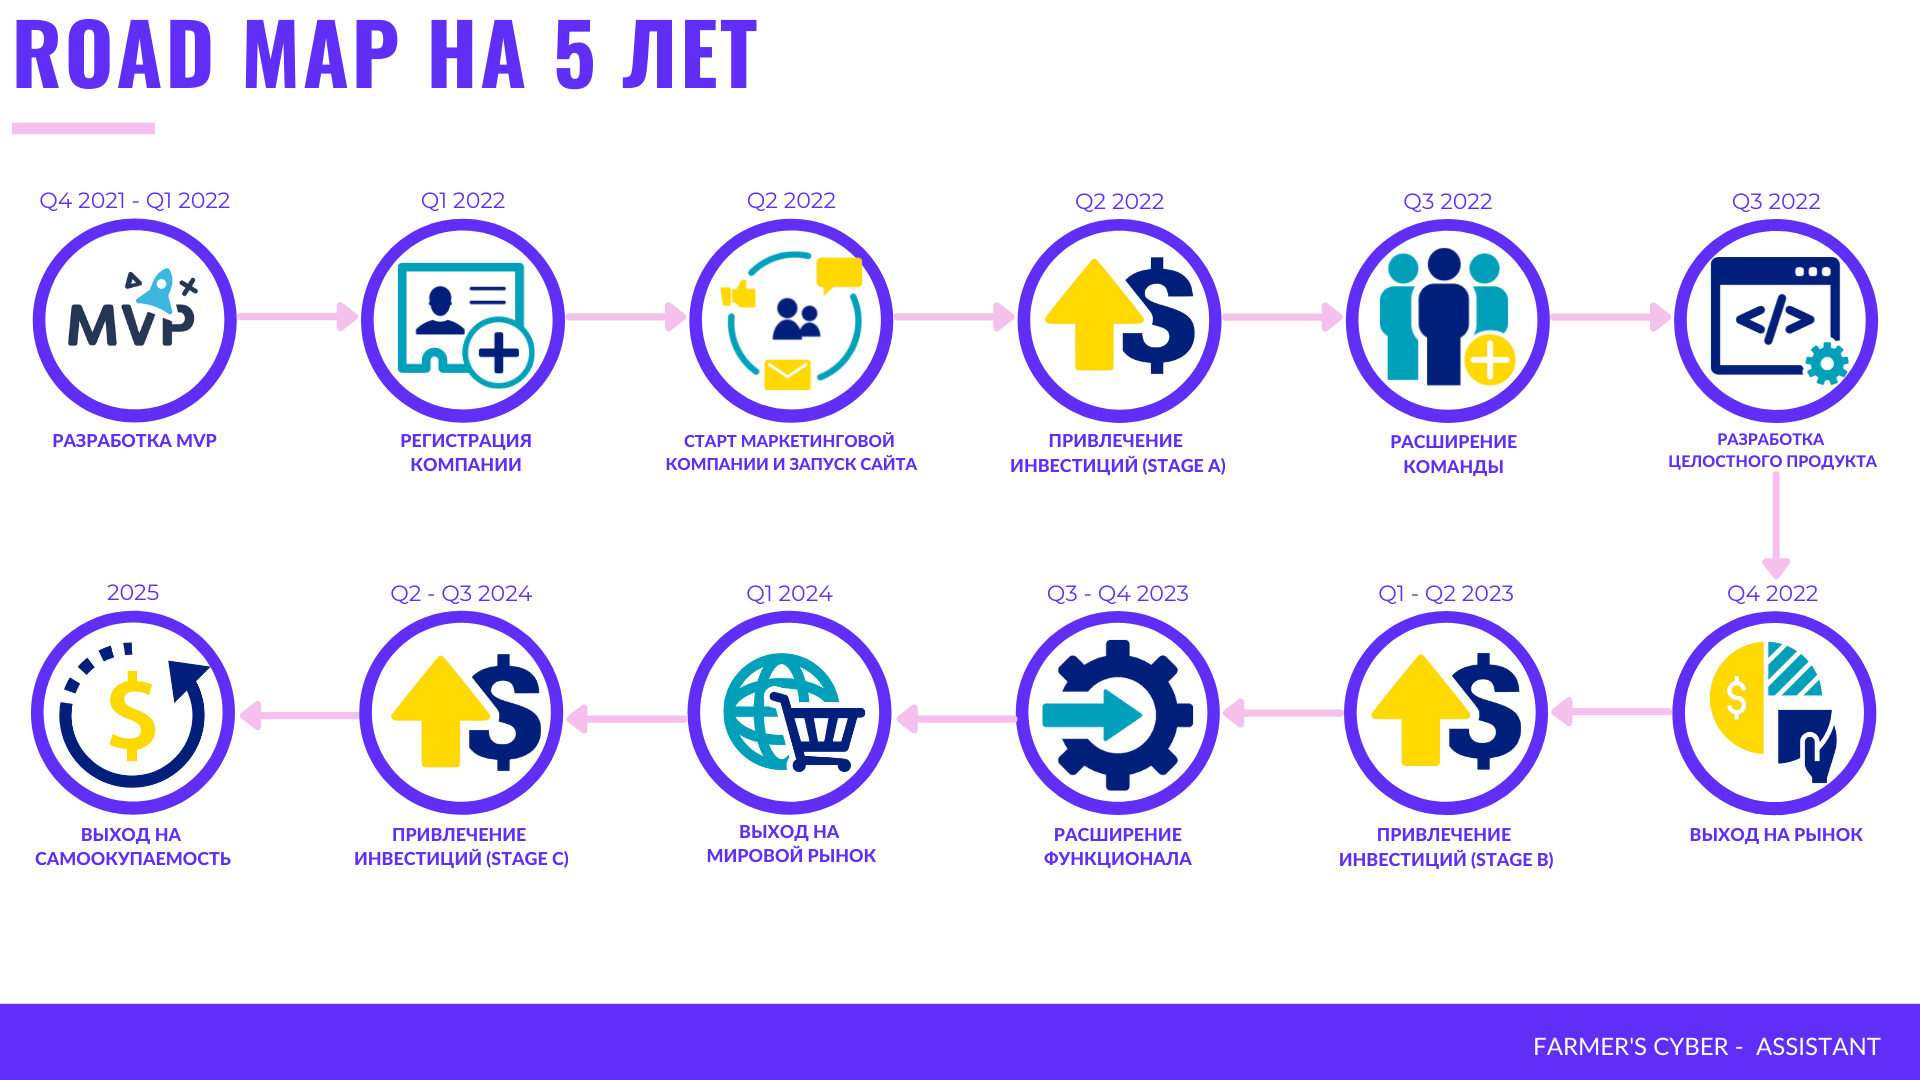 ROAD MAP НА 5 ЛЕТ
Q4 2021 - Q1 2022
MVP
РАЗРАБОТКА MVP
Q1 2022
РЕГИСТРАЦИЯ
КОМПАНИИ
Q2 2022
СТАРТ МАРКЕТИНГОВОЙ
КОМПАНИИ И ЗАПУСК САЙТА
Q2 2022
$
ПРИВЛЕЧЕНИЕ
ИНВЕСТИЦИЙ (STAGE A)
Q3 2022
РАСШИРЕНИЕ
КОМАНДЫ
Q3 2022
</>
РАЗРАБОТКА
ЦЕЛОСТНОГО ПРОДУКТА
Q4 2022
$
ВЫХОД НА РЫНОК
Q1 - Q2 2023
$
ПРИВЛЕЧЕНИЕ
ИНВЕСТИЦИЙ (STAGE B)
Q3 - Q4 2023
РАСШИРЕНИЕ
ФУНКЦИОНАЛА
Q1 2024
ВЫХОД НА
МИРОВОЙ РЫНОК
Q2 - Q3 2024
$
ПРИВЛЕЧЕНИЕ
ИНВЕСТИЦИЙ (STAGE C)
2025
$
ВЫХОД НА
САМООКУПАЕМОСТЬ
FARMER'S CYBER - ASSISTANT